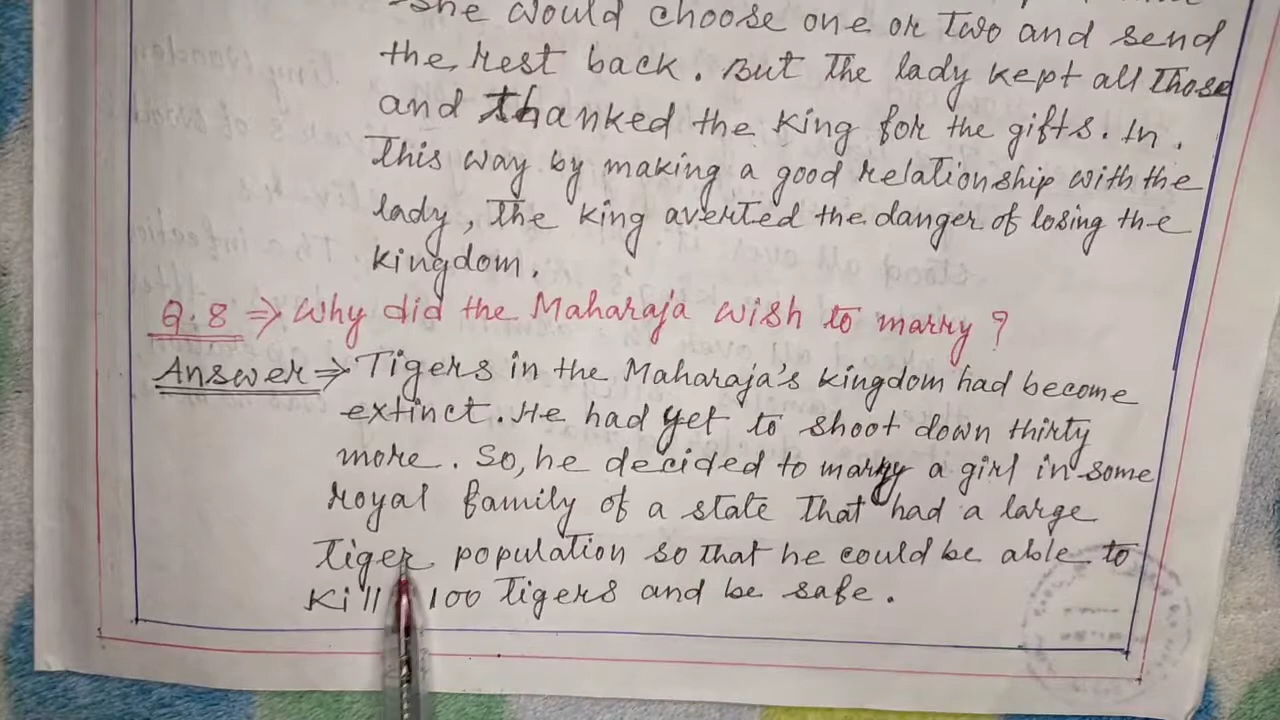 she would choose one or two and send
the rest back. But the lady kept all those
and thanked the king for the gifts. In.
This way by making a good relationship with the
lady, the king averted the danger of losing the
kingdom.
Q.8 ⇒ Why did the Maharaja wish to marry?
Answer ⇒ Tigers in the Maharaja's kingdom had become
extinct. He had yet to shoot down thirty
more. So, he decided to marry a girl in some
royal family of a state that had a large
tiger population so that he could be able to
kill 100 tigers and be safe.